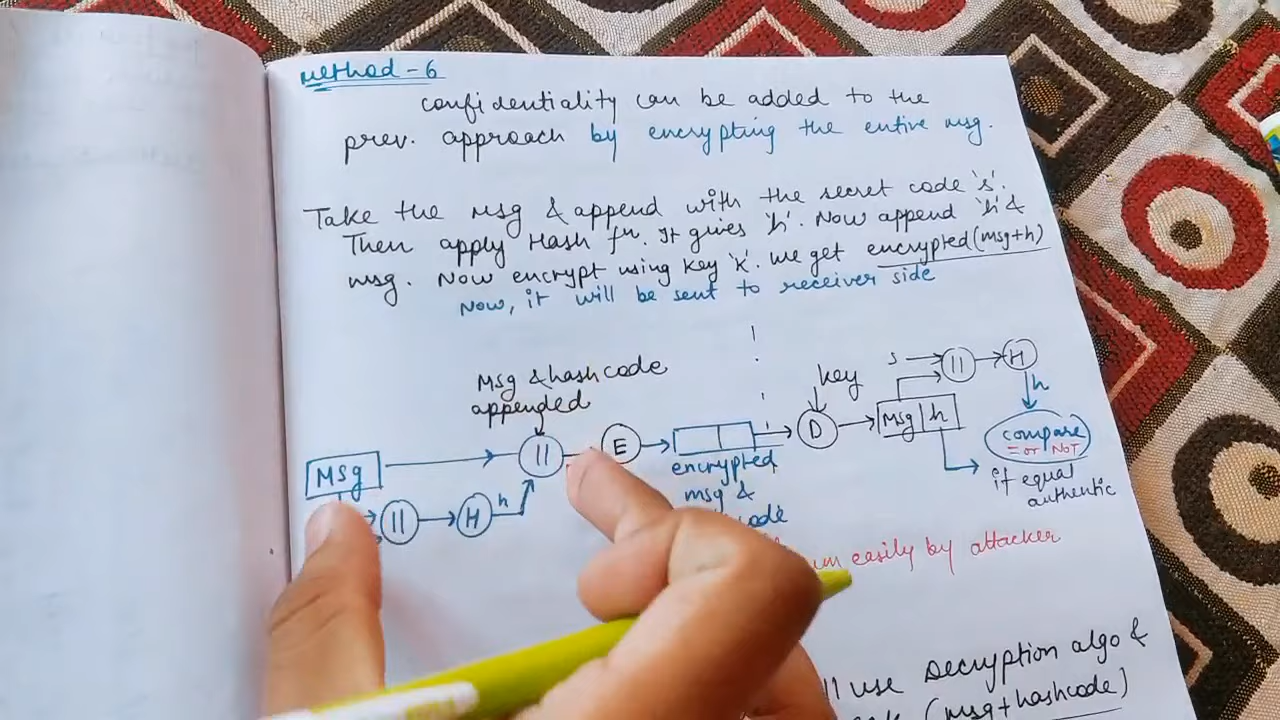 Method - 6
confidentiality can be added to the
prev. approach by encrypting the entire msg.
Take the Msg & append with the secret code 's'.
Then apply Hash fⁿ. It gives 'h'. Now append 'h' &
msg. Now encrypt using key 'k'. we get encrypted (msg+h)
Now, it will be sent to receiver side
Msg & hash code
appended
Msg
||
H
h
||
E
encrypted
msg &
code
key
D
Msg | h
s
||
H
h
compare
= or NOT
if equal
authentic
easily by attacker
use Decryption algo &
(msg + hashcode)